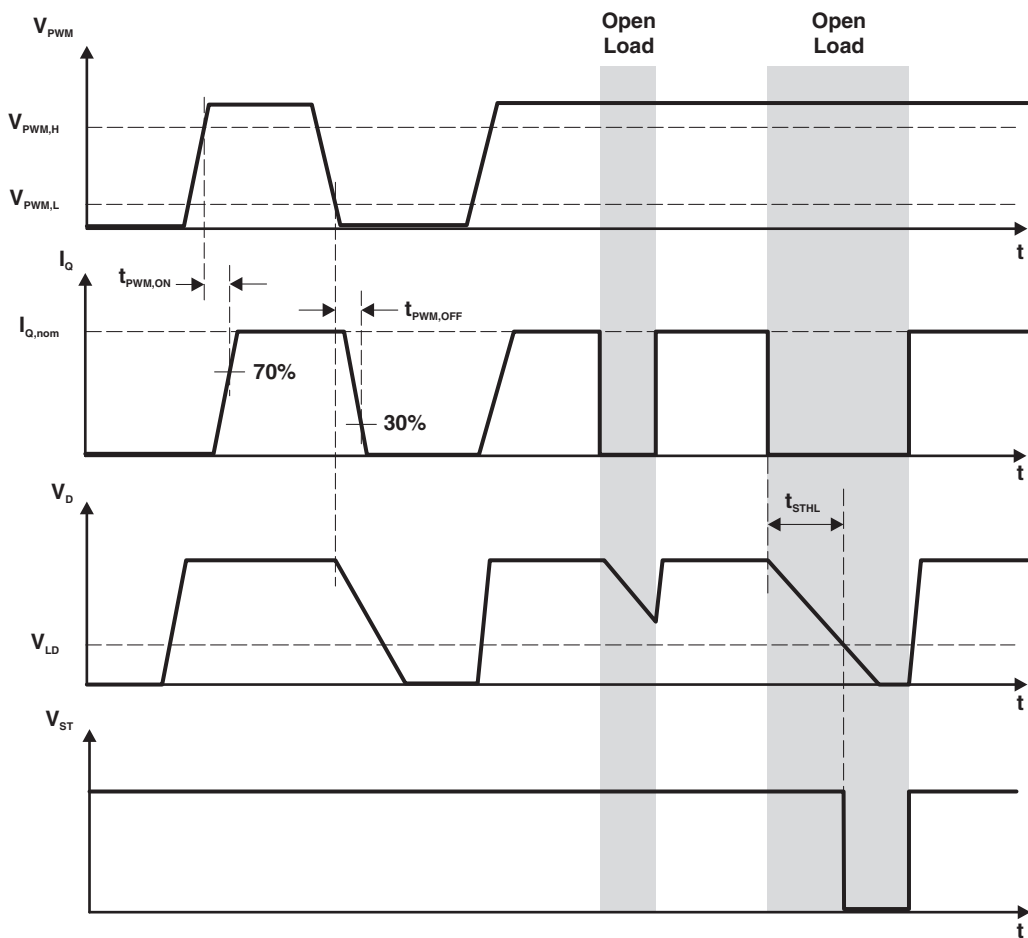 Open
Load
Open
Load
V_PWM
V_PWM,H
V_PWM,L
t
I_Q
t_PWM,ON
t_PWM,OFF
I_Q,nom
70%
30%
t
V_D
t_STHL
V_LD
t
V_ST
t